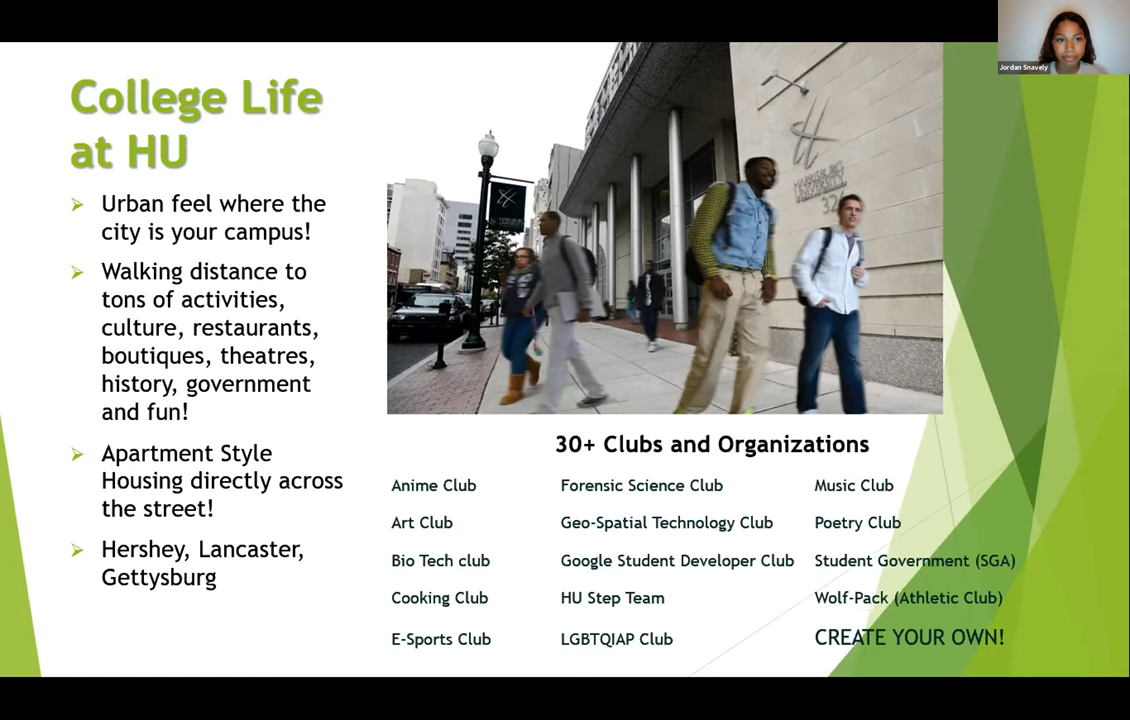 Jordan Snavely
College Life
at HU
Urban feel where the
city is your campus!
Walking distance to
tons of activities,
culture, restaurants,
boutiques, theatres,
history, government
and fun!
Apartment Style
Housing directly across
the street!
Hershey, Lancaster,
Gettysburg
HARRISBURG
UNIVERSITY
32
30+ Clubs and Organizations
Anime Club
Forensic Science Club
Music Club
Art Club
Geo-Spatial Technology Club
Poetry Club
Bio Tech club
Google Student Developer Club
Student Government (SGA)
Cooking Club
HU Step Team
Wolf-Pack (Athletic Club)
E-Sports Club
LGBTQIAP Club
CREATE YOUR OWN!